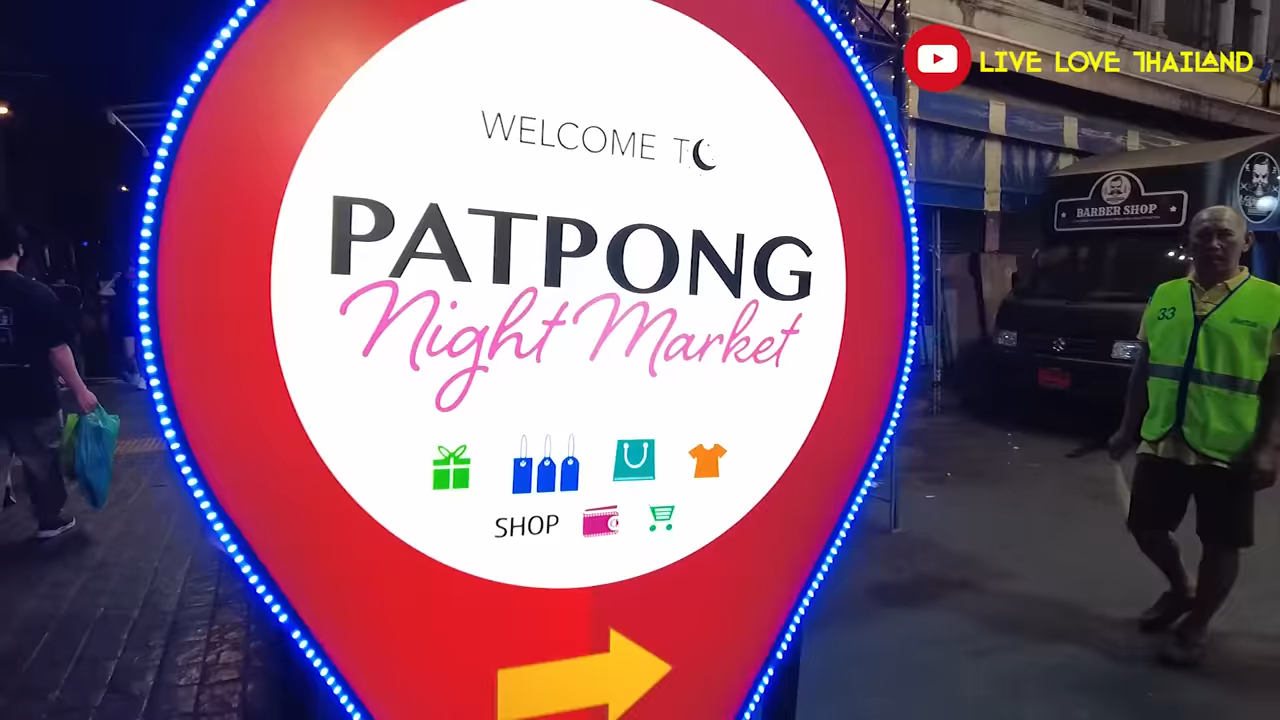 LIVE LOVE THAILAND
WELCOME TO
PATPONG
Night Market
SHOP
BARBER SHOP
33